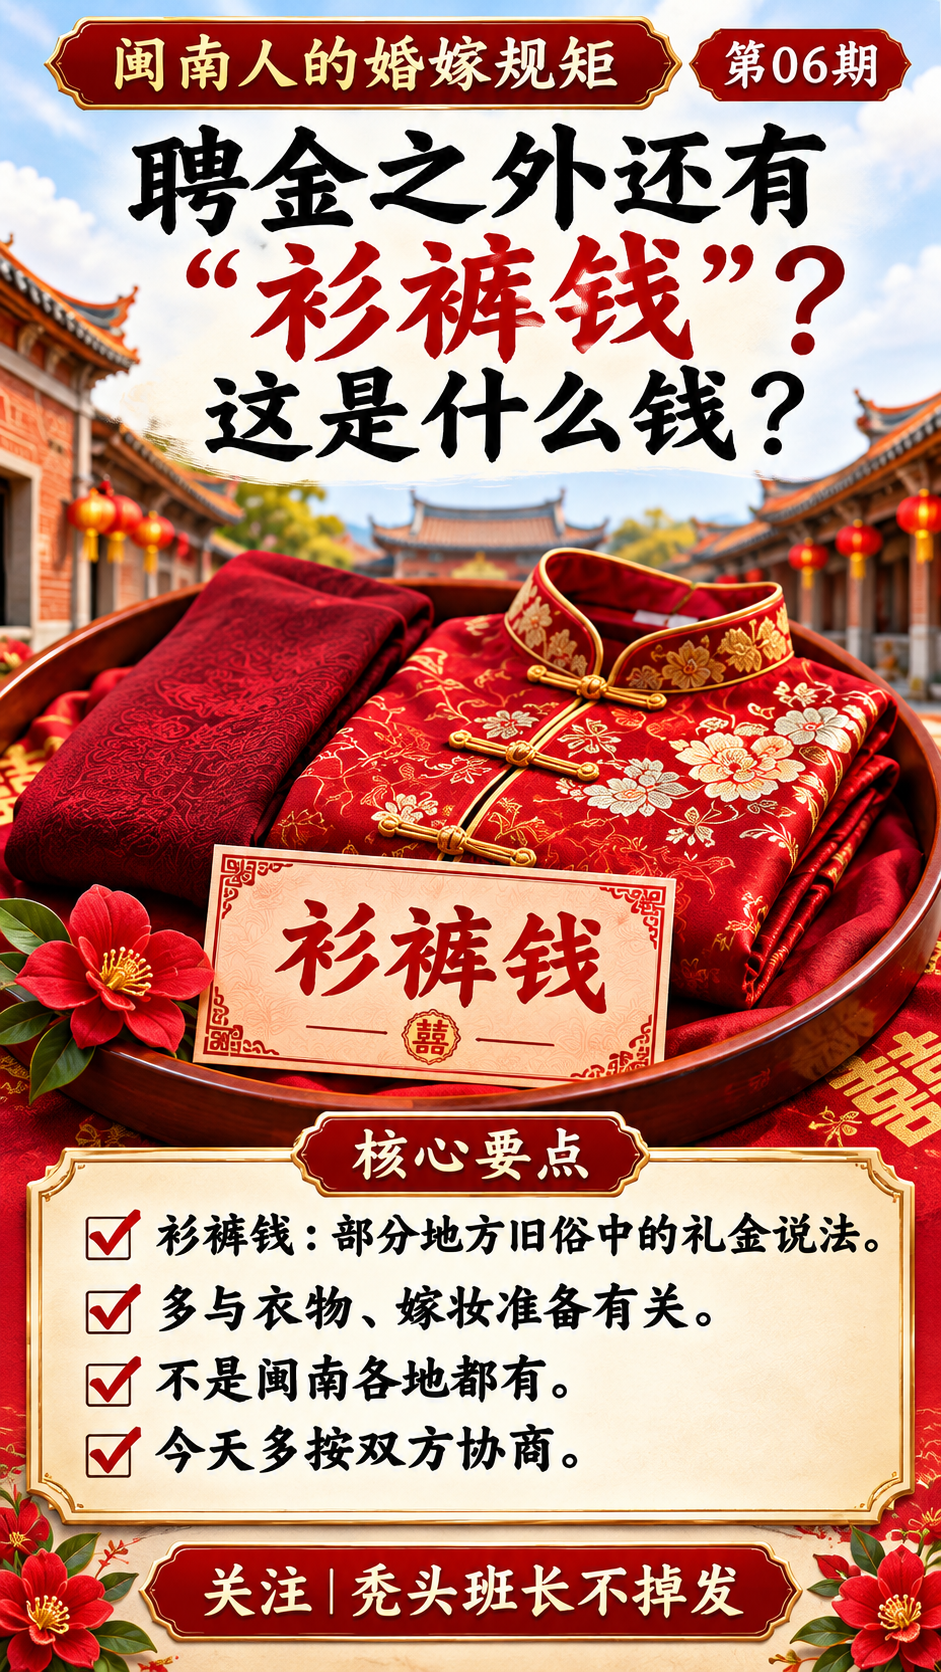 闽南人的婚嫁规矩
第06期
聘金之外还有
“衫裤钱”？
这是什么钱？
衫裤钱
囍
核心要点
衫裤钱：部分地方旧俗中的礼金说法。
多与衣物、嫁妆准备有关。
不是闽南各地都有。
今天多按双方协商。
关注|秃头班长不掉发